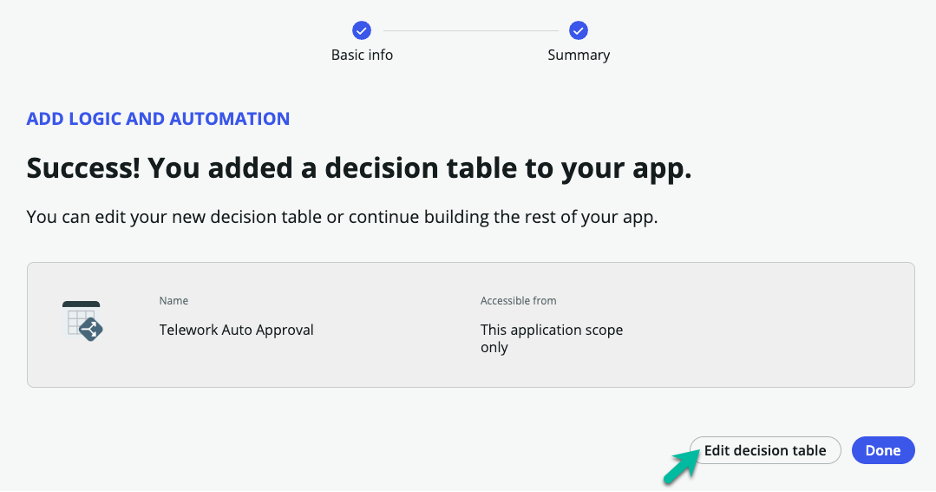 Basic info
Summary
ADD LOGIC AND AUTOMATION
Success! You added a decision table to your app.
You can edit your new decision table or continue building the rest of your app.
Name
Accessible from
Telework Auto Approval
This application scope
only
Edit decision table
Done